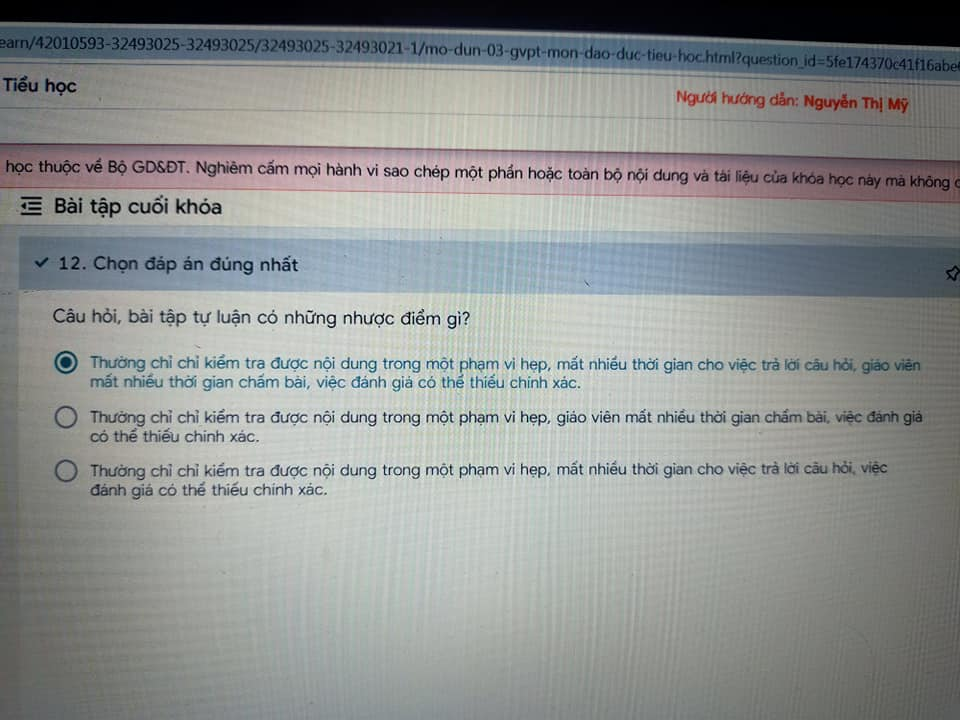 earn/42010593-32493025-32493025/32493025-32493021-1/mo-dun-03-gvpt-mon-dao-duc-tieu-hoc.html?question_id=5fe174370c41f16abe
Tiểu học
Người hướng dẫn: Nguyễn Thị Mỹ
học thuộc về Bộ GD&ĐT. Nghiêm cấm mọi hành vi sao chép một phần hoặc toàn bộ nội dung và tài liệu của khóa học này mà không
Bài tập cuối khóa
12. Chọn đáp án đúng nhất
Câu hỏi, bài tập tự luận có những nhược điểm gì?
Thường chỉ chỉ kiểm tra được nội dung trong một phạm vi hẹp, mất nhiều thời gian cho việc trả lời câu hỏi, giáo viên
mất nhiều thời gian chấm bài, việc đánh giá có thể thiếu chính xác.
Thường chỉ chỉ kiểm tra được nội dung trong một phạm vi hẹp, giáo viên mất nhiều thời gian chấm bài, việc đánh giá
có thể thiếu chính xác.
Thường chỉ chỉ kiểm tra được nội dung trong một phạm vi hẹp, mất nhiều thời gian cho việc trả lời câu hỏi, việc
đánh giá có thể thiếu chính xác.